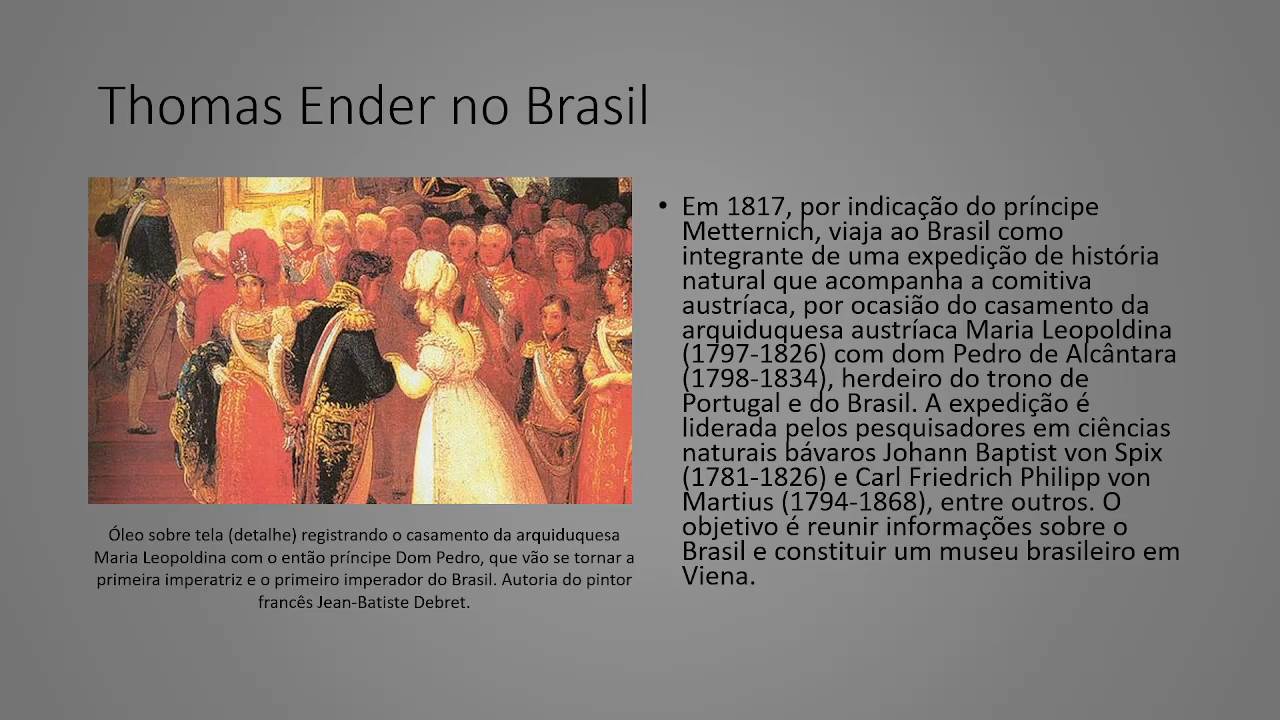 Thomas Ender no Brasil
• Em 1817, por indicação do príncipe
Metternich, viaja ao Brasil como
integrante de uma expedição de história
natural que acompanha a comitiva
austríaca, por ocasião do casamento da
arquiduquesa austríaca Maria Leopoldina
(1797-1826) com dom Pedro de Alcântara
(1798-1834), herdeiro do trono de
Portugal e do Brasil. A expedição é
liderada pelos pesquisadores em ciências
naturais bávaros Johann Baptist von Spix
(1781-1826) e Carl Friedrich Philipp von
Martius (1794-1868), entre outros. O
objetivo é reunir informações sobre o
Brasil e constituir um museu brasileiro em
Viena.
Óleo sobre tela (detalhe) registrando o casamento da arquiduquesa
Maria Leopoldina com o então príncipe Dom Pedro, que vão se tornar a
primeira imperatriz e o primeiro imperador do Brasil. Autoria do pintor
francês Jean-Batiste Debret.